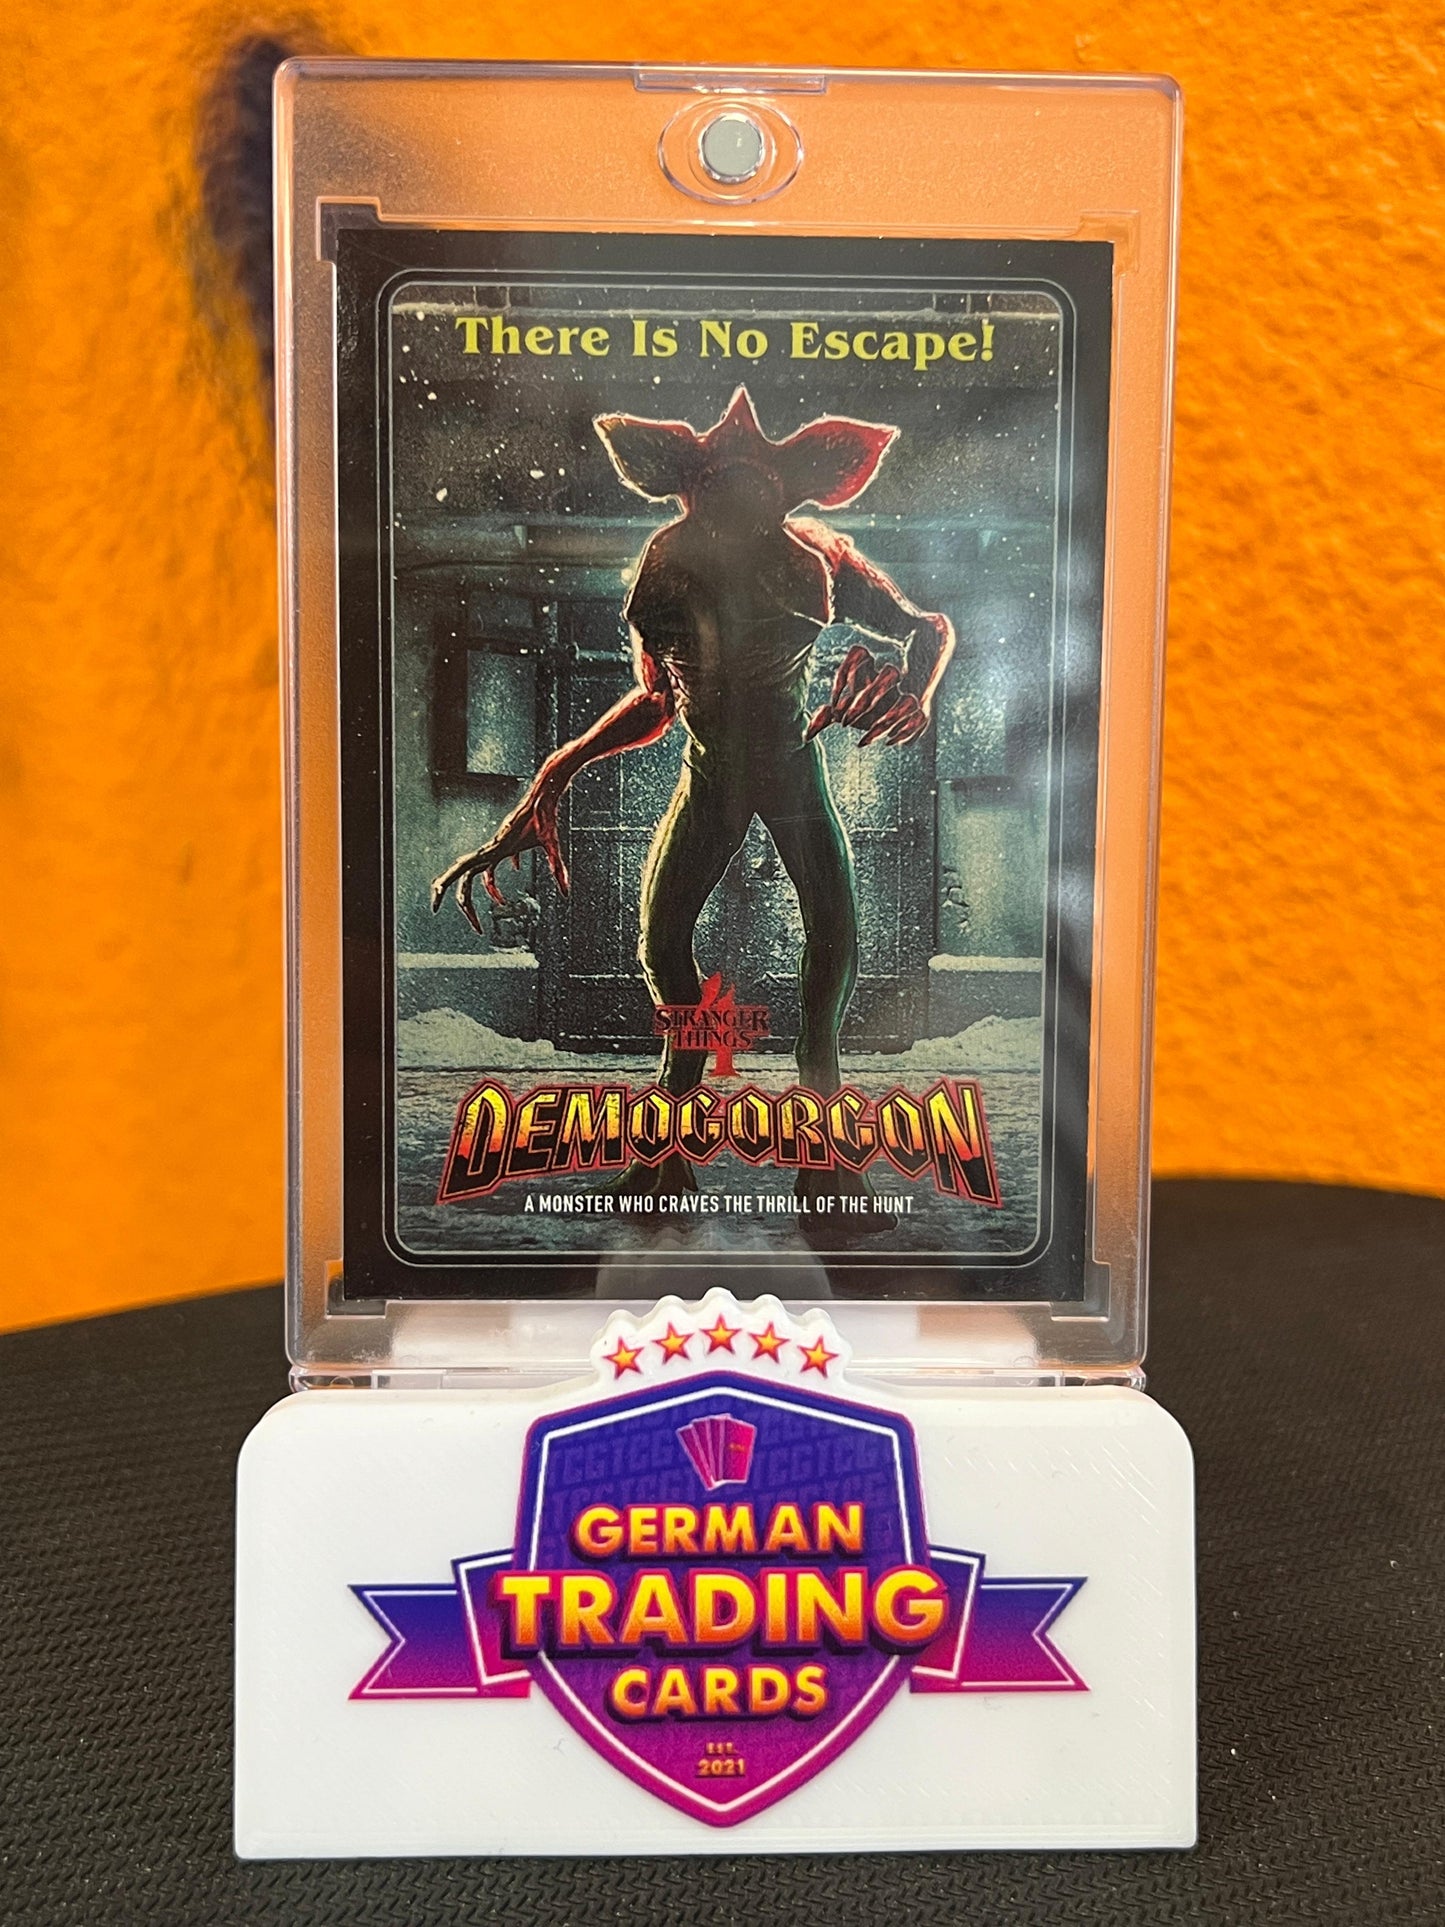 There Is No Escape!
STRANGER
THINGS
4
DEMOGORGON
A MONSTER WHO CRAVES THE THRILL OF THE HUNT
GERMAN
TRADING
CARDS
EST.
2021